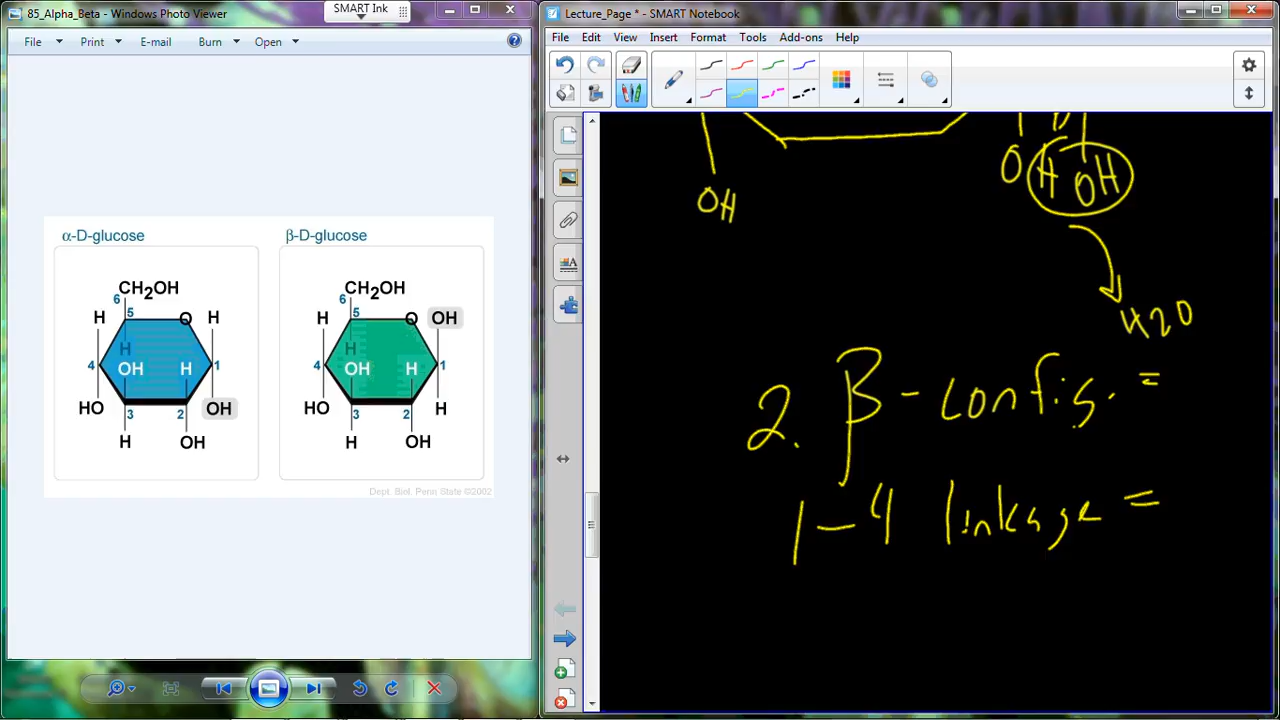 85_Alpha_Beta - Windows Photo Viewer
SMART Ink
File Print E-mail Burn Open
α-D-glucose
6 CH2OH
5
H O H
H
4 OH H 1
HO OH
3 2
H OH
β-D-glucose
6 CH2OH
5
H O OH
H
4 OH H 1
HO H
3 2
H OH
Dept. Biol. Penn State ©2002
Lecture_Page * - SMART Notebook
File Edit View Insert Format Tools Add-ons Help
OH
O H OH
H2O
2. β-config. =
1-4 linkage =